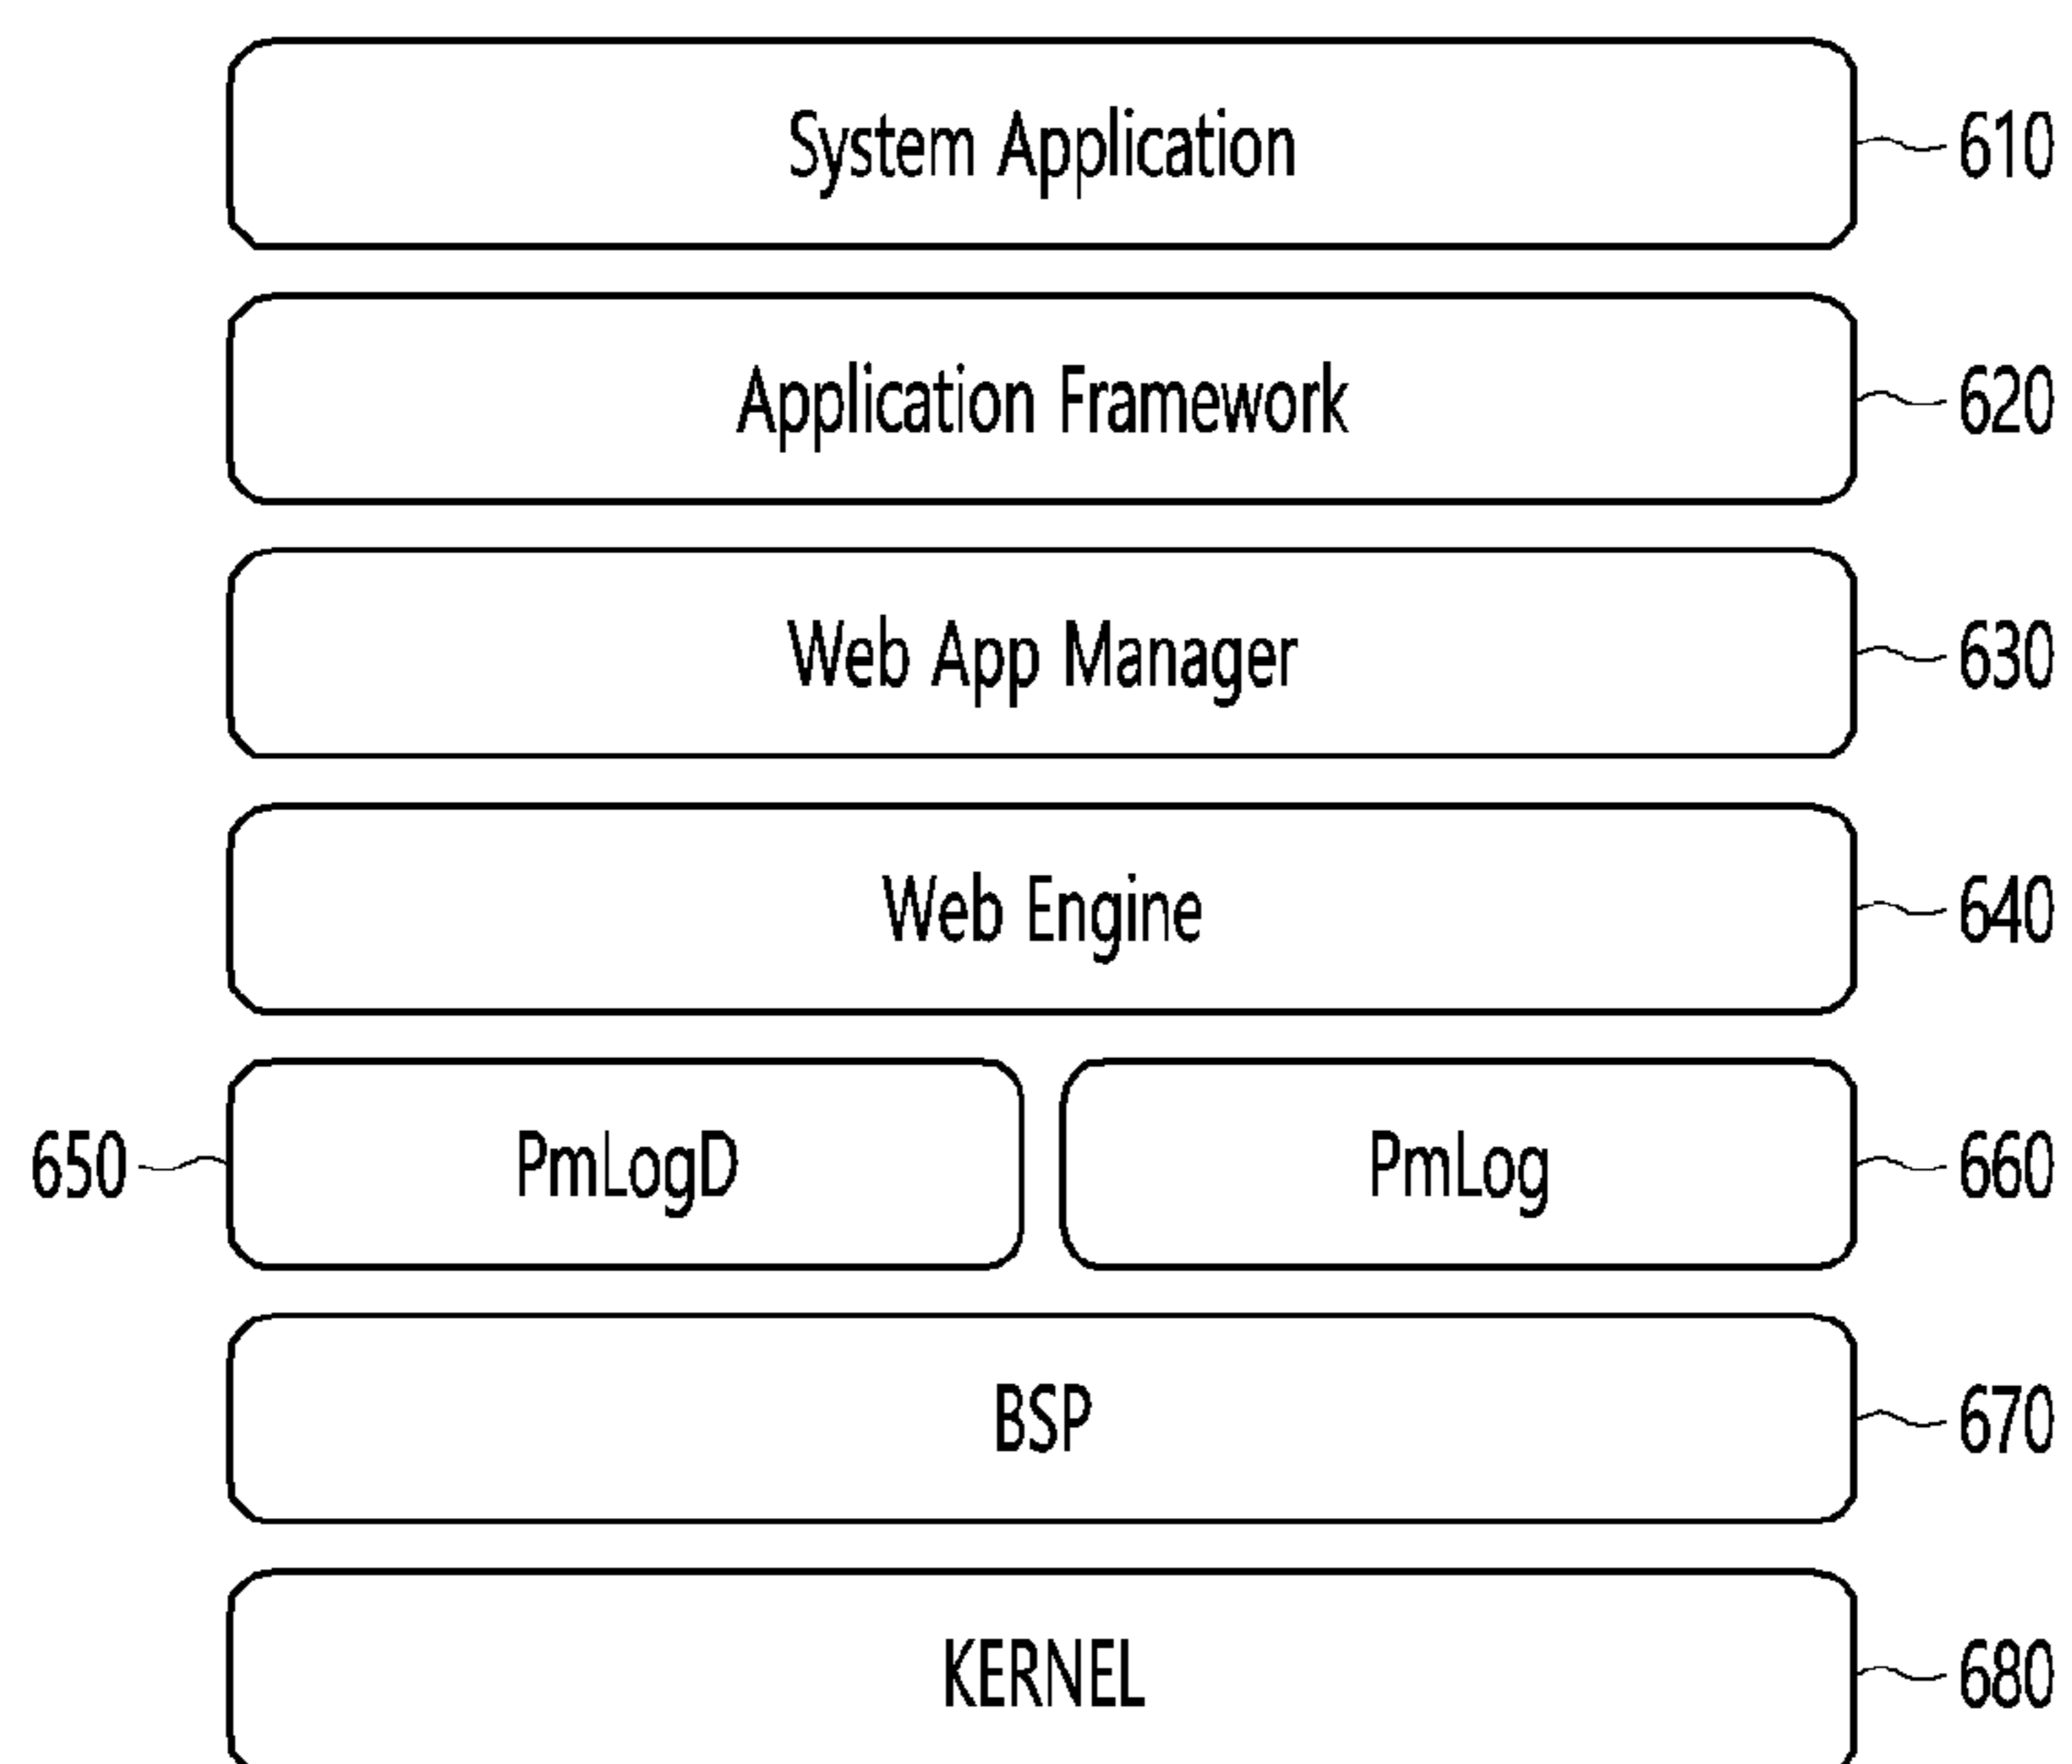 System Application 610
Application Framework 620
Web App Manager 630
Web Engine 640
650 PmLogD PmLog 660
BSP 670
KERNEL 680